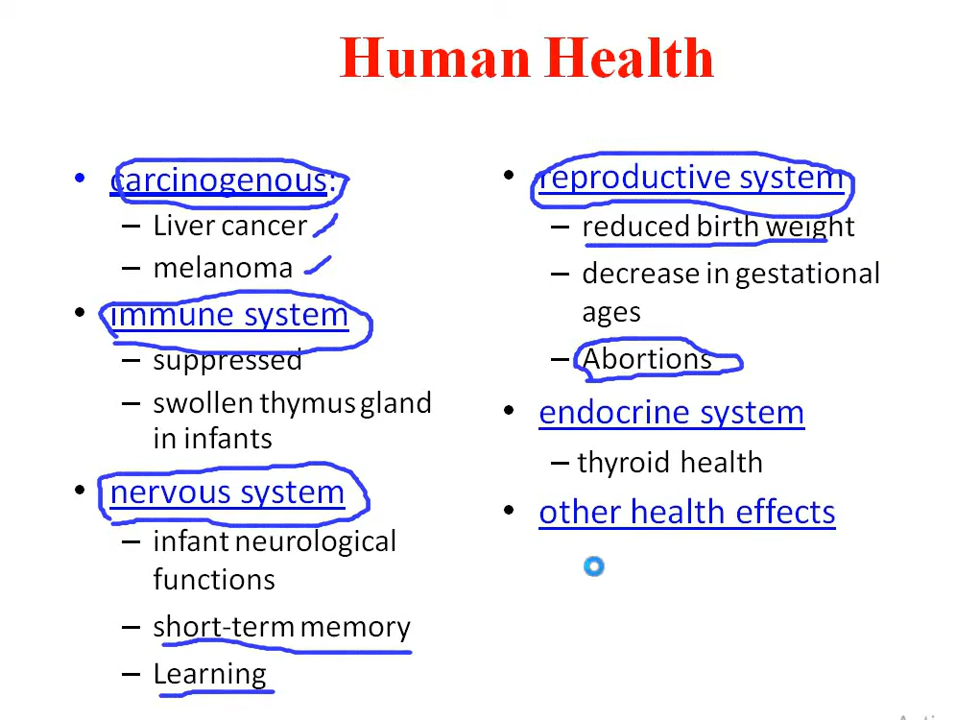 Human Health
• carcinogenous:
– Liver cancer
– melanoma
• immune system
– suppressed
– swollen thymus gland
in infants
• nervous system
– infant neurological
functions
– short-term memory
– Learning
• reproductive system
– reduced birth weight
– decrease in gestational
ages
– Abortions
• endocrine system
– thyroid health
• other health effects